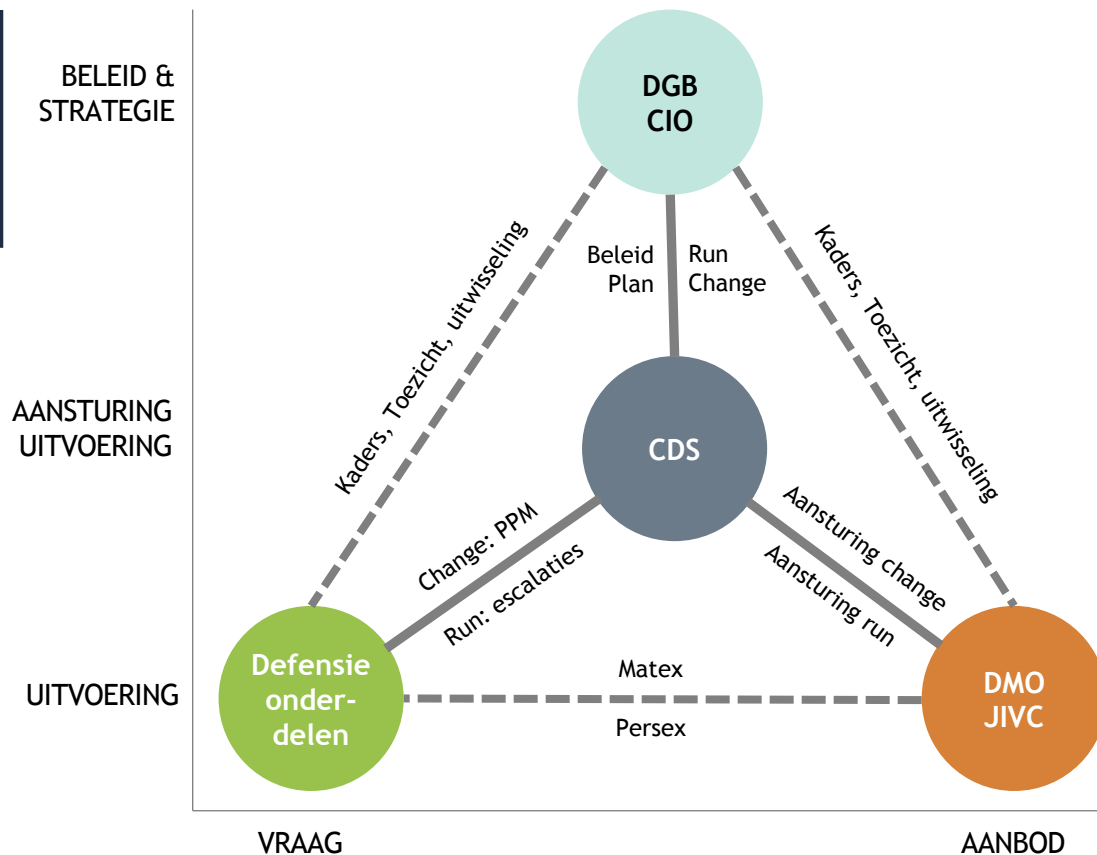 BELEID &
STRATEGIE
DGB
CIO
Kaders, Toezicht, uitwisseling
Beleid
Plan
Run
Change
Kaders, Toezicht, uitwisseling
AANSTURING
UITVOERING
CDS
Change: PPM
Run: escalaties
Aansturing change
Aansturing run
UITVOERING
Defensie
onder-
delen
Matex
Persex
DMO
JIVC
VRAAG
AANBOD